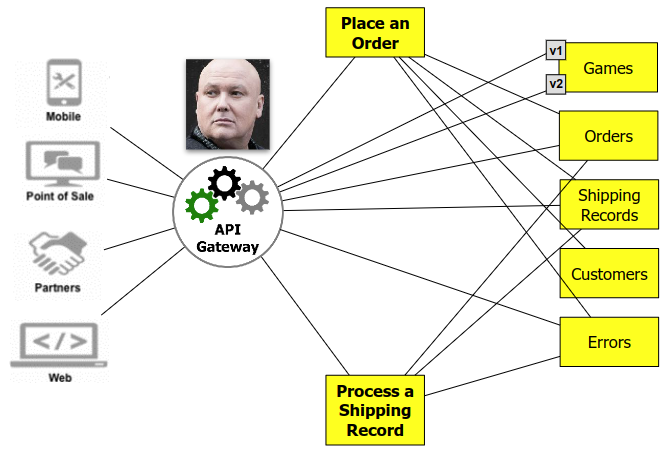 Place an
Order
v1
Games
v2
Mobile
Orders
Point of Sale
Shipping
Records
API
Gateway
Customers
Partners
Errors
Web
Process a
Shipping
Record